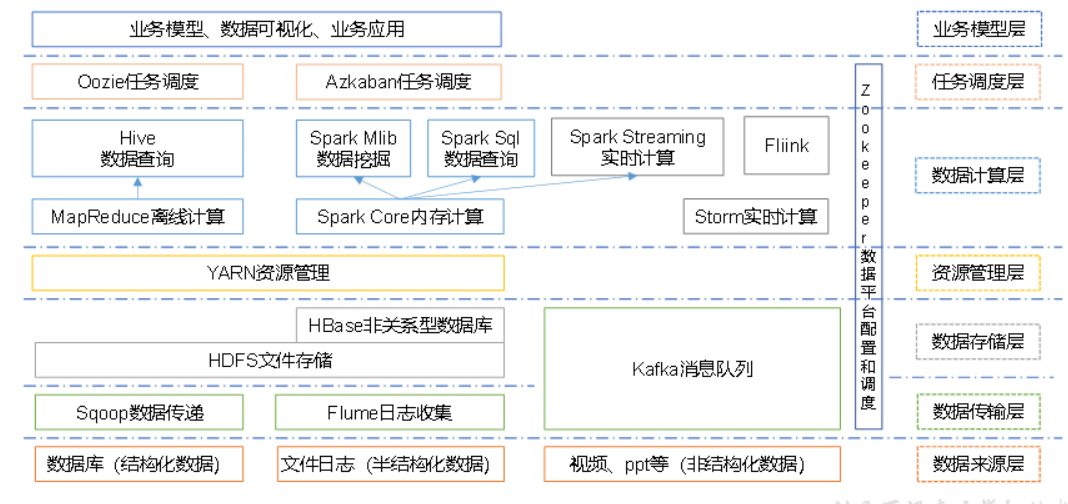 业务模型、数据可视化、业务应用
业务模型层
Oozie任务调度
Azkaban任务调度
任务调度层
Hive
数据查询
Spark Mlib
数据挖掘
Spark Sql
数据查询
Spark Streaming
实时计算
Fliink
数据计算层
MapReduce离线计算
Spark Core内存计算
Storm实时计算
Zookeeper数据平台配置和调度
YARN资源管理
资源管理层
HBase非关系型数据库
HDFS文件存储
Kafka消息队列
数据存储层
Sqoop数据传递
Flume日志收集
数据传输层
数据库（结构化数据）
文件日志（半结构化数据）
视频、ppt等（非结构化数据）
数据来源层